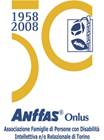 1958
2008
Anffas® Onlus
Associazione Famiglie di Persone con Disabilità
Intellettiva e/o Relazionale di Torino